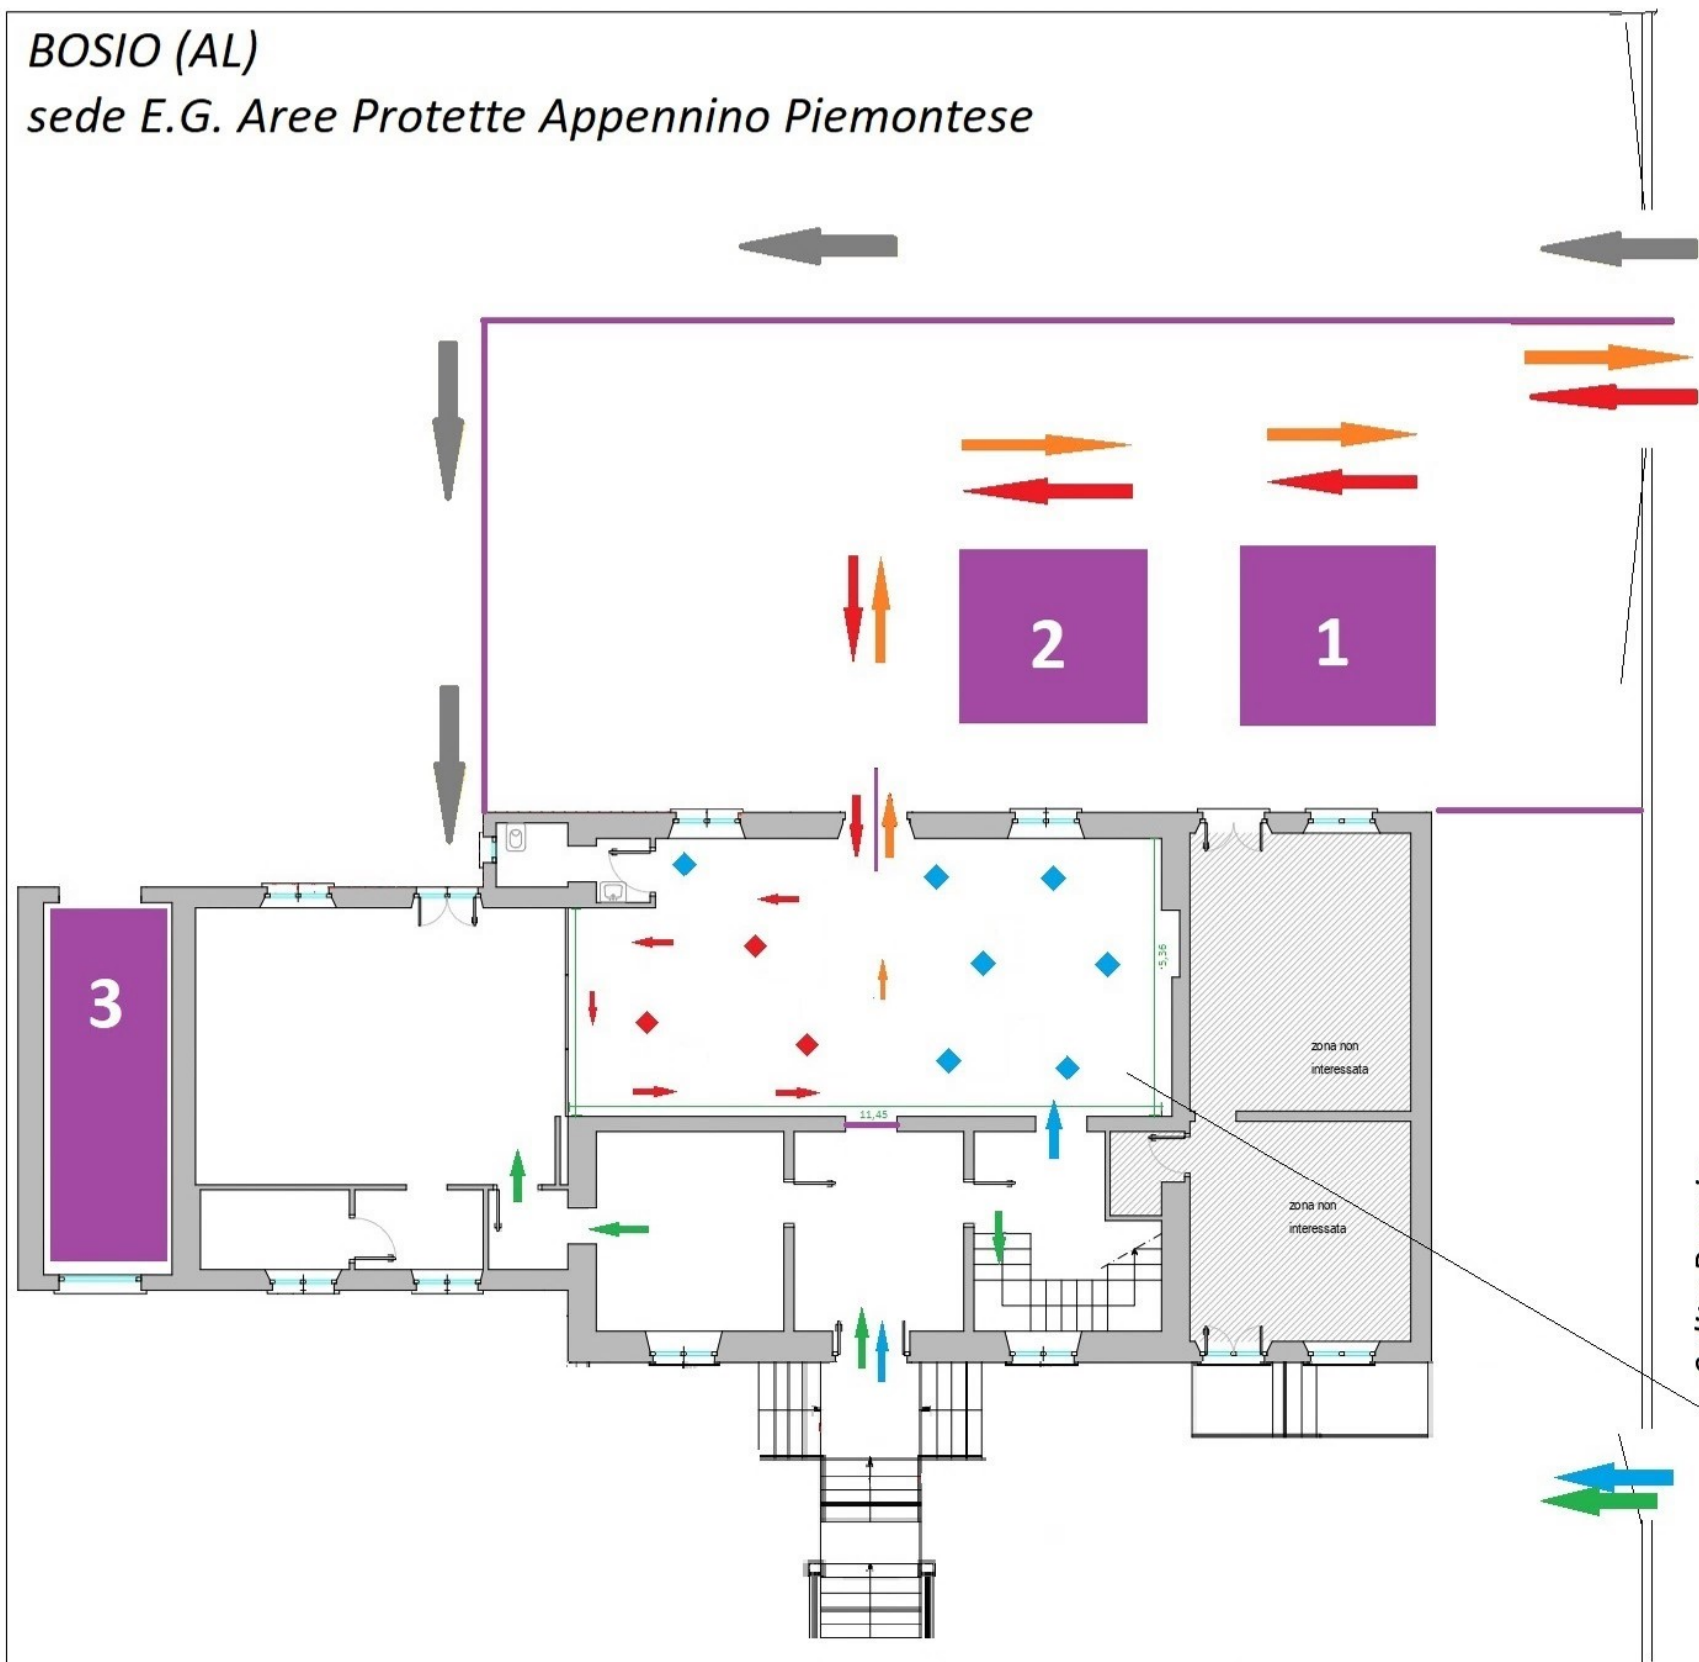 BOSIO (AL)
sede E.G. Aree Protette Appennino Piemontese
2
1
3
5,36
zona non
interessata
11,45
zona non
interessata